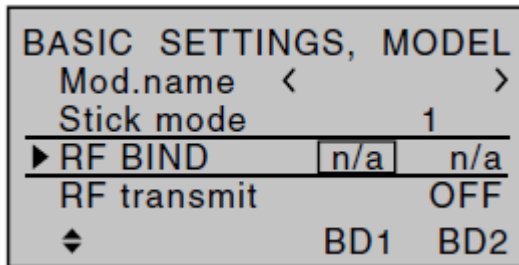 BASIC SETTINGS, MODEL
Mod.name < >
Stick mode 1
RF BIND n/a n/a
RF transmit OFF
BD1 BD2